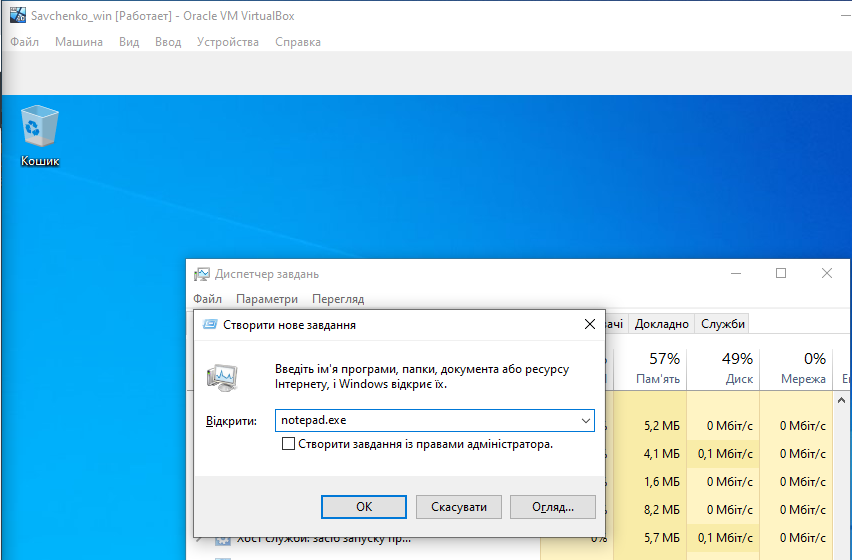 Savchenko_win [Работает] - Oracle VM VirtualBox
Файл Машина Вид Ввод Устройства Справка
Кошик
Диспетчер завдань
Файл Параметри Перегляд
Створити нове завдання
Докладно Служби
Введіть ім'я програми, папки, документа або ресурсу
Інтернету, і Windows відкриє їх.
57% 49% 0%
Пам'ять Диск Мережа
Відкрити: notepad.exe
Створити завдання із правами адміністратора.
5,2 МБ 0 Мбіт/с 0 Мбіт/с
4,1 МБ 0,1 Мбіт/с 0 Мбіт/с
1,6 МБ 0 Мбіт/с 0 Мбіт/с
8,2 МБ 0 Мбіт/с 0 Мбіт/с
OK Скасувати Огляд...
Хост служби: засіб запуску пр... 0% 5,7 МБ 0,1 Мбіт/с 0 Мбіт/с